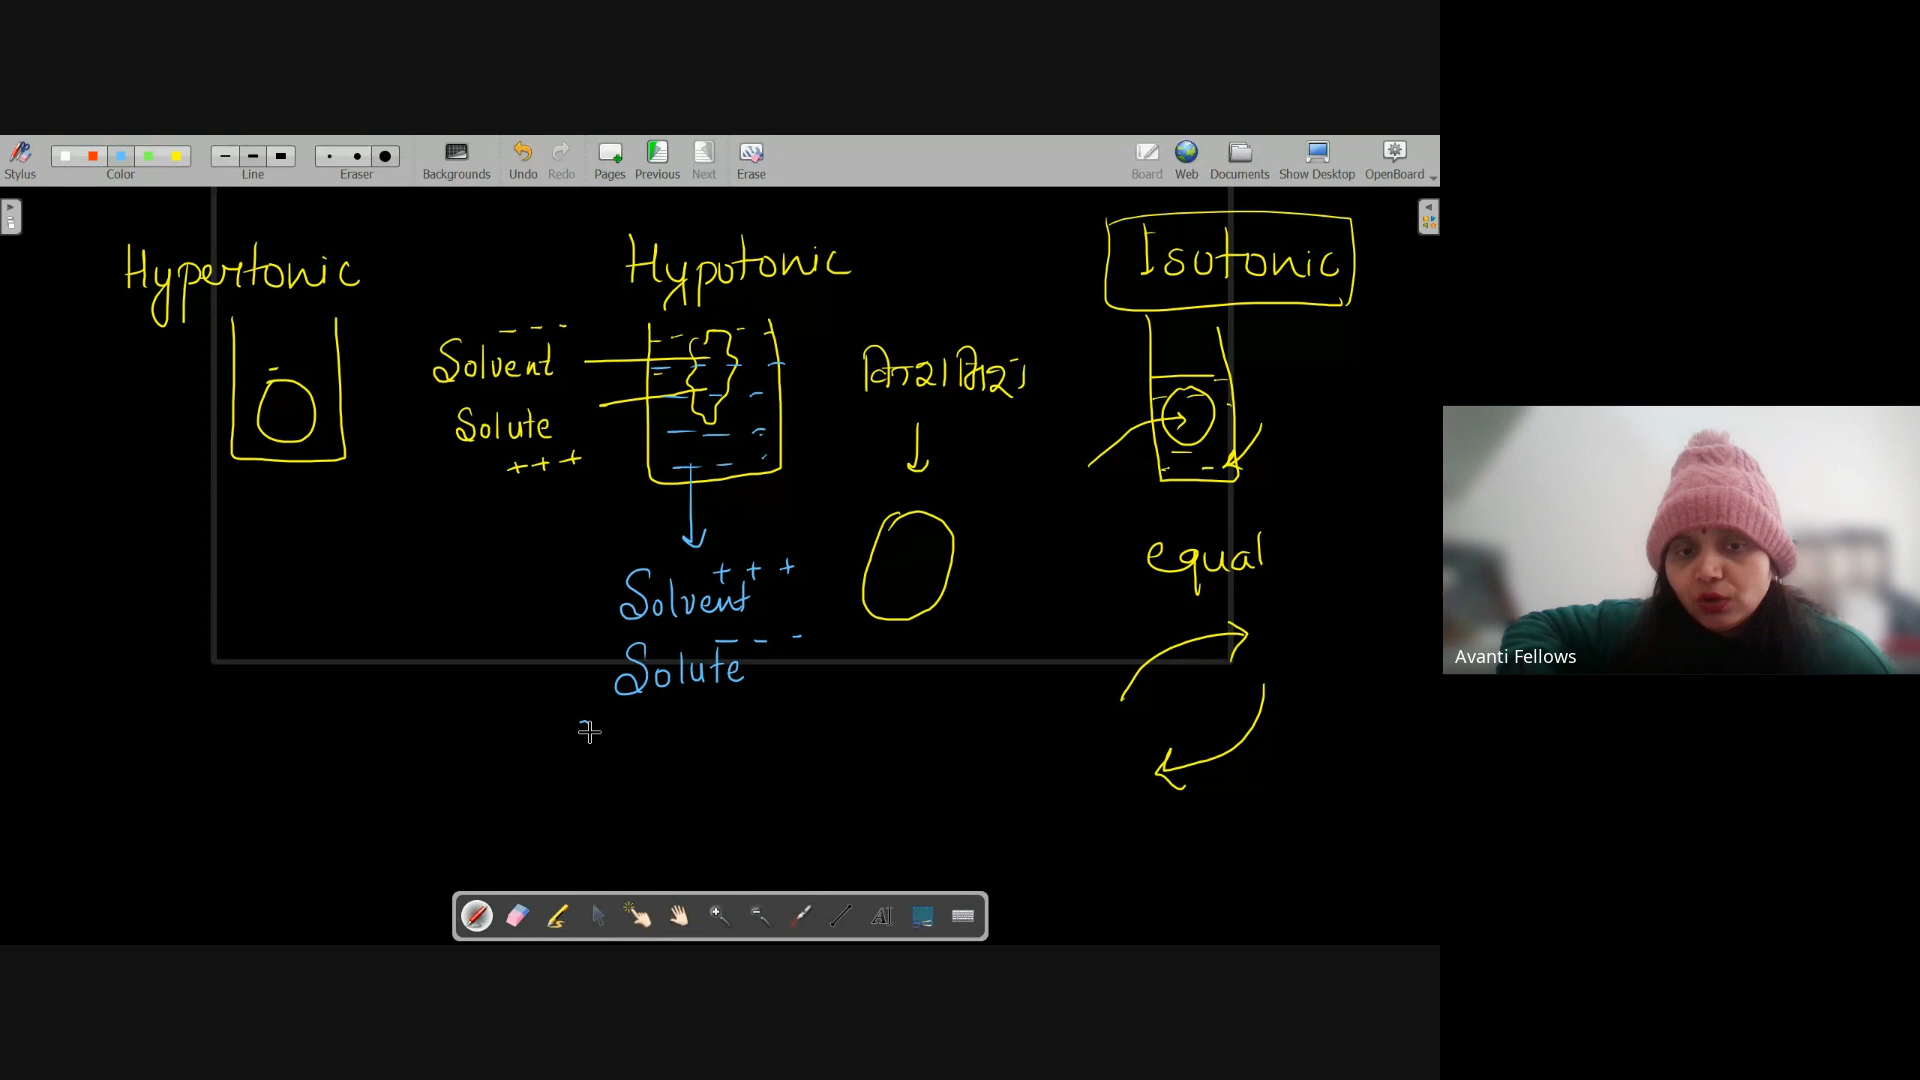 Stylus
Color
Line
Eraser
Backgrounds
Undo
Redo
Pages
Previous
Next
Erase
Board
Web
Documents
Show Desktop
OpenBoard
Hypertonic
Hypotonic
Isotonic
Solvent - - -
Solute
+ + +
equal
+ + +
Solvent
- - -
Solute
Avanti Fellows